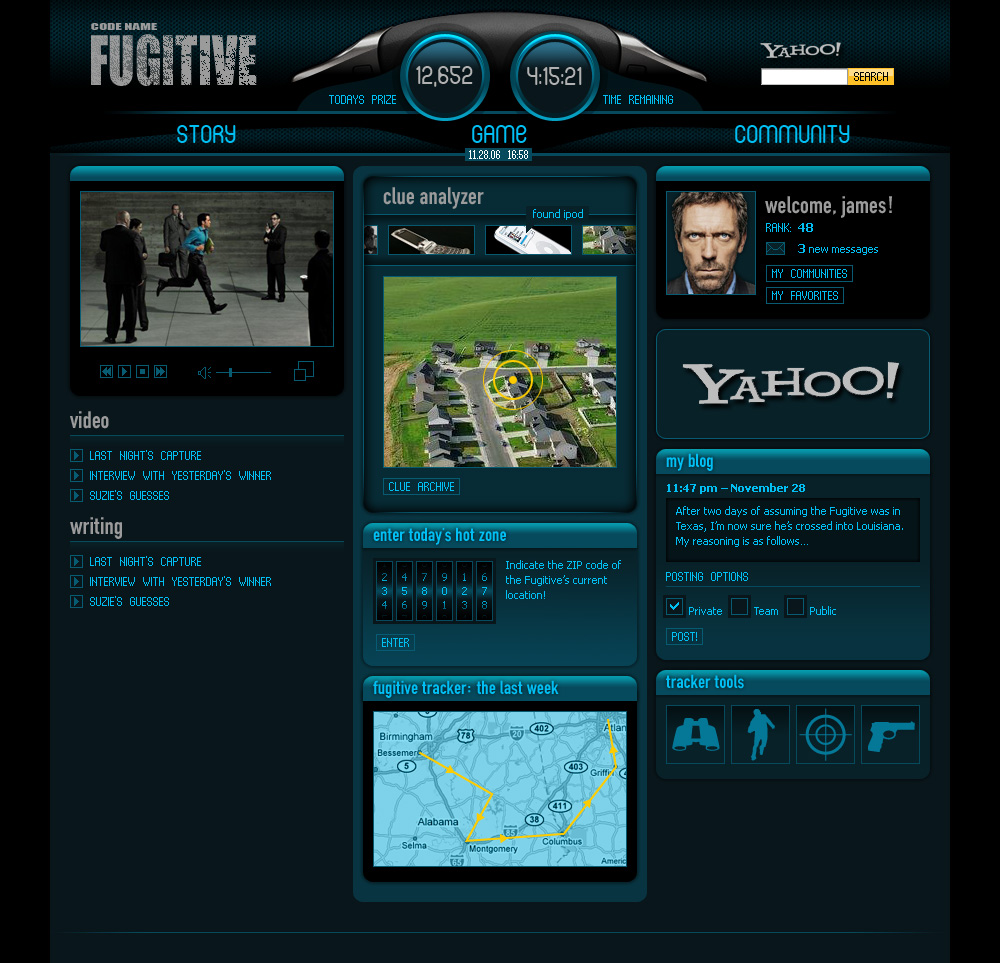 CODE NAME
FUGITIVE
12,652
4:15:21
TODAYS PRIZE
TIME REMAINING
YAHOO!
SEARCH
STORY
GAME
COMMUNITY
11.28.06 16:58
video
LAST NIGHT'S CAPTURE
INTERVIEW WITH YESTERDAY'S WINNER
SUZIE'S GUESSES
writing
LAST NIGHT'S CAPTURE
INTERVIEW WITH YESTERDAY'S WINNER
SUZIE'S GUESSES
clue analyzer
found ipod
CLUE ARCHIVE
enter today's hot zone
2 4 7 9 1 6
3 5 8 0 2 7
4 6 9 1 3 8
Indicate the ZIP code of
the Fugitive's current
location!
ENTER
fugitive tracker: the last week
Birmingham
78
20
402
Atlan
Bessemer
5
403
Griffi
411
Alabama
38
85
Selma
Montgomery
Columbus
65
Americ
welcome, james!
RANK: 48
3 new messages
MY COMMUNITIES
MY FAVORITES
YAHOO!
my blog
11:47 pm – November 28
After two days of assuming the Fugitive was in
Texas, I'm now sure he's crossed into Louisiana.
My reasoning is as follows...
POSTING OPTIONS
Private
Team
Public
POST!
tracker tools